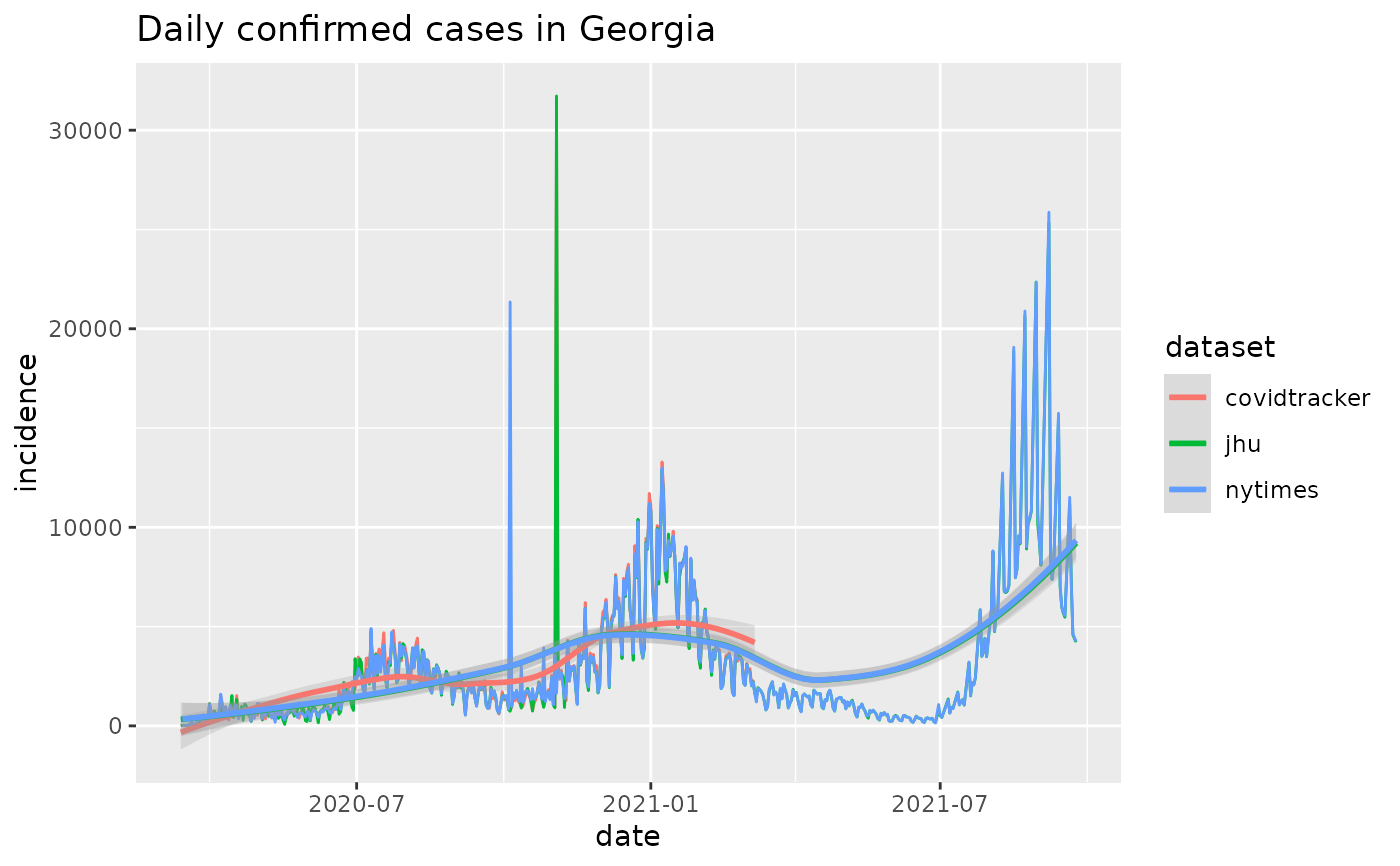 Daily confirmed cases in Georgia
30000
20000
10000
0
incidence
2020-07
2021-01
2021-07
date
dataset
covidtracker
jhu
nytimes